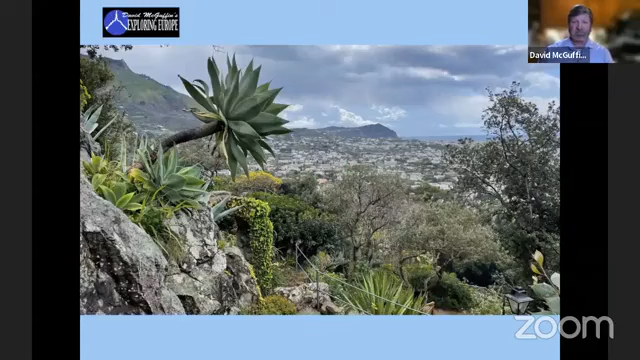 David McGuffin's
EXPLORING EUROPE
David McGuffi...
zoom